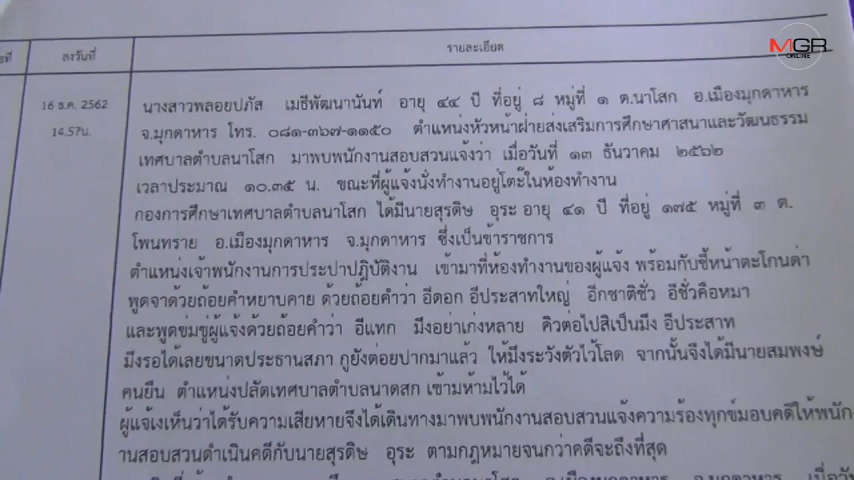 ลงวันที่ รายละเอียด
MGR
ONLINE
16 ธ.ค. 2562
14.57น.
นางสาวพลอยปภัส เมธีพัฒนานันท์ อายุ ๔๔ ปี ที่อยู่ ๘ หมู่ที่ ๑ ต.นาโสก อ.เมืองมุกดาหาร
จ.มุกดาหาร โทร. ๐๘๑-๓๖๗-๑๑๕๐ ตำแหน่งหัวหน้าฝ่ายส่งเสริมการศึกษาศาสนาและวัฒนธรรม
เทศบาลตำบลนาโสก มาพบพนักงานสอบสวนแจ้งว่า เมื่อวันที่ ๑๓ ธันวาคม ๒๕๖๒
เวลาประมาณ ๑๐.๓๕ น. ขณะที่ผู้แจ้งนั่งทำงานอยู่โต๊ะในห้องทำงาน
กองการศึกษาเทศบาลตำบลนาโสก ได้มีนายสุรดิษ อุระ อายุ ๔๑ ปี ที่อยู่ ๑๗๕ หมู่ที่ ๓ ต.
โพนทราย อ.เมืองมุกดาหาร จ.มุกดาหาร ซึ่งเป็นข้าราชการ
ตำแหน่งเจ้าพนักงานการประปาปฏิบัติงาน เข้ามาที่ห้องทำงานของผู้แจ้ง พร้อมกับชี้หน้าตะโกนด่า
พูดจาด้วยถ้อยคำหยาบคาย ด้วยถ้อยคำว่า อีดอก อีประสาทใหญ่ อีกชาติชั่ว อีชั่วคือหมา
และพูดข่มขู่ผู้แจ้งด้วยถ้อยคำว่า อีแทก มึงอย่าเก่งหลาย คิวต่อไปสิเป็นมึง อีประสาท
มึงรอได้เลยขนาดประธานสภา กูยังต่อยปากมาแล้ว ให้มึงระวังตัวไว้โลด จากนั้นจึงได้มีนายสมพงษ์
คนยืน ตำแหน่งปลัดเทศบาลตำบลนาดสก เข้ามห้ามไว้ได้
ผู้แจ้งเห็นว่าได้รับความเสียหายจึงได้เดินทางมาพบพนักงานสอบสวนแจ้งความร้องทุกข์มอบคดีให้พนัก
านสอบสวนดำเนินคดีกับนายสุรดิษ อุระ ตามกฎหมายจนกว่าคดีจะถึงที่สุด